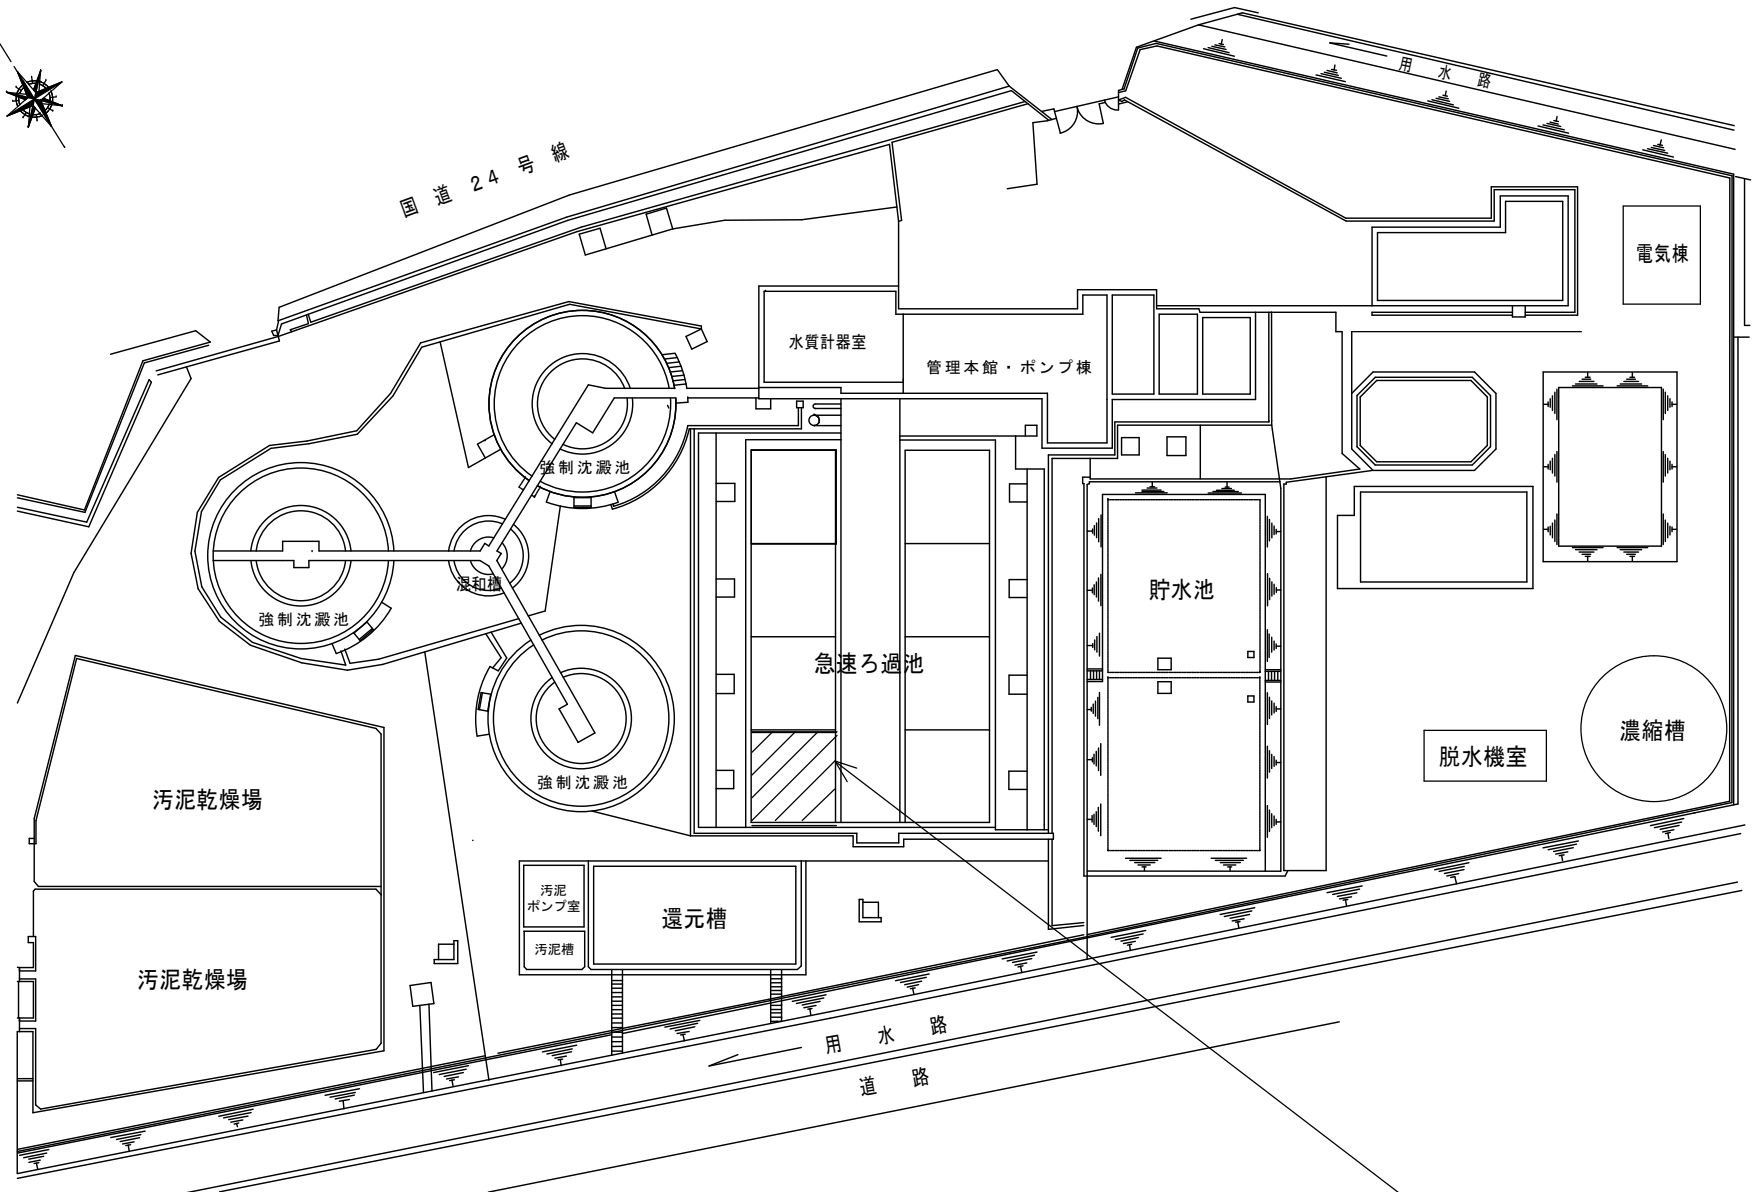 用水路
国道24号線
電気棟
水質計器室
管理本館・ポンプ棟
強制沈澱池
混和槽
強制沈澱池
貯水池
急速ろ過池
濃縮槽
脱水機室
強制沈澱池
汚泥乾燥場
汚泥
ポンプ室
還元槽
汚泥槽
汚泥乾燥場
用水路
道路